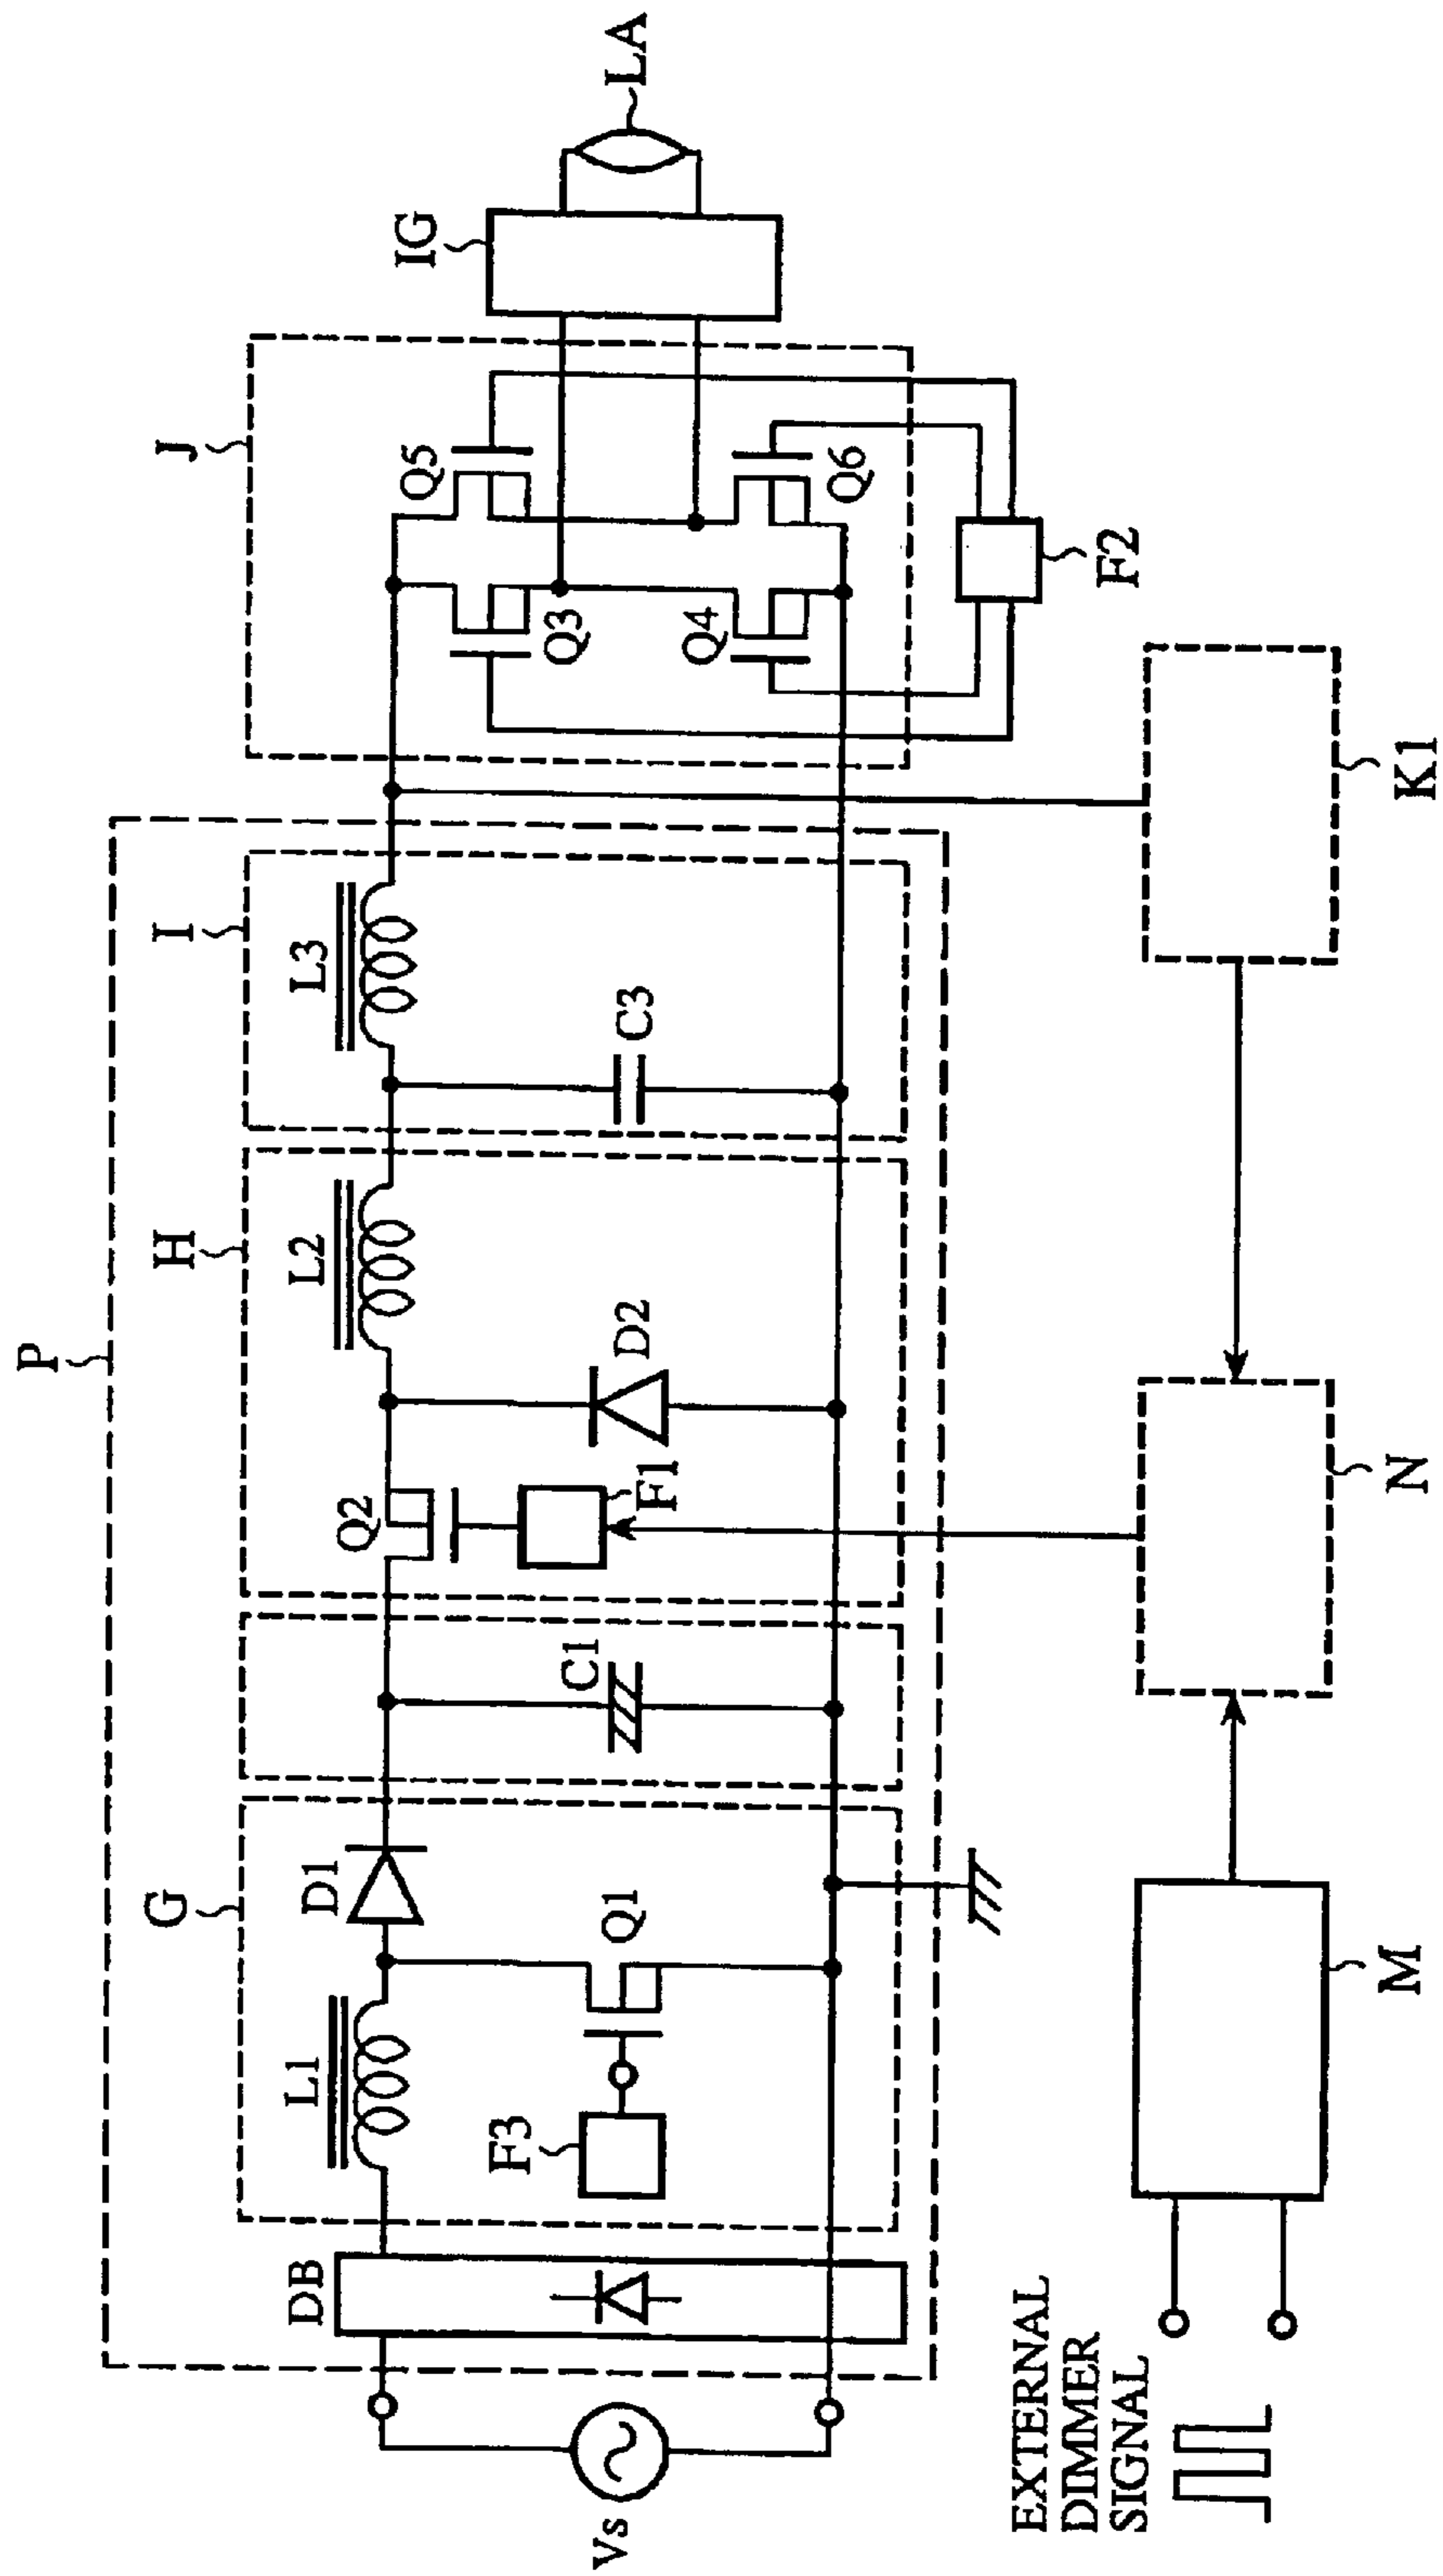 P
G
H
I
J
DB
L1
D1
Q2
L2
L3
Q5
IG
LA
F3
Q1
C1
F1
D2
C3
Q3
Q4
Q6
Vs
F2
EXTERNAL
DIMMER
SIGNAL
M
N
K1